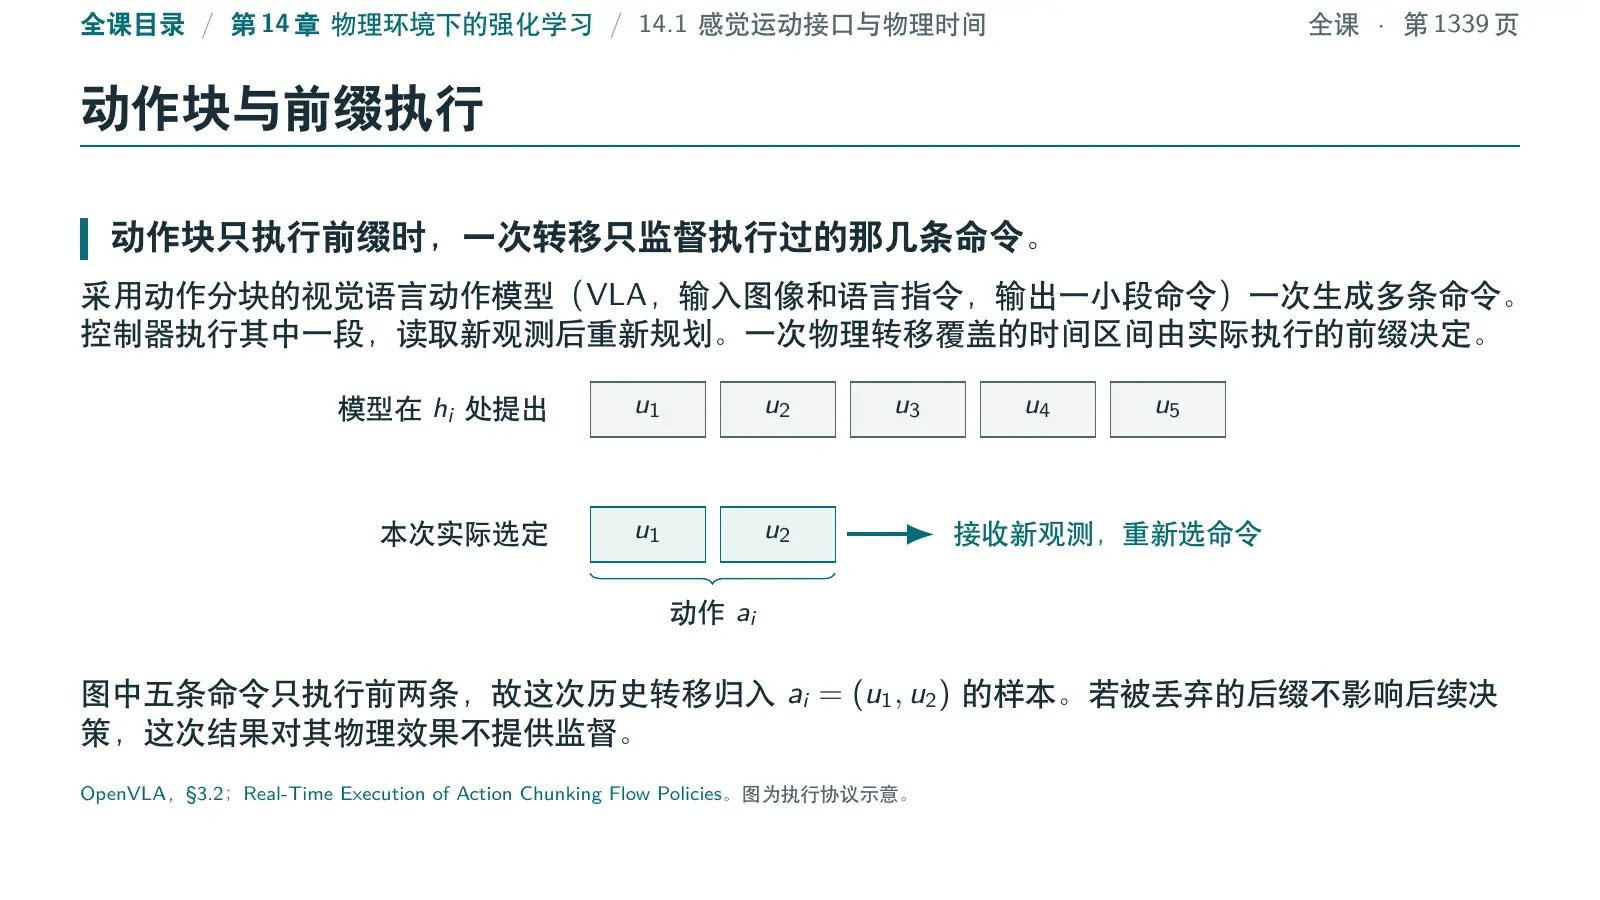 全课目录 / 第 14 章 物理环境下的强化学习 / 14.1 感觉运动接口与物理时间
全课 · 第 1339 页
动作块与前缀执行
动作块只执行前缀时，一次转移只监督执行过的那几条命令。
采用动作分块的视觉语言动作模型（VLA，输入图像和语言指令，输出一小段命令）一次生成多条命令。
控制器执行其中一段，读取新观测后重新规划。一次物理转移覆盖的时间区间由实际执行的前缀决定。
模型在 hᵢ 处提出 u₁ u₂ u₃ u₄ u₅
本次实际选定 u₁ u₂ 接收新观测，重新选命令
动作 aᵢ
图中五条命令只执行前两条，故这次历史转移归入 aᵢ = (u₁, u₂) 的样本。若被丢弃的后缀不影响后续决
策，这次结果对其物理效果不提供监督。
OpenVLA，§3.2；Real-Time Execution of Action Chunking Flow Policies。图为执行协议示意。